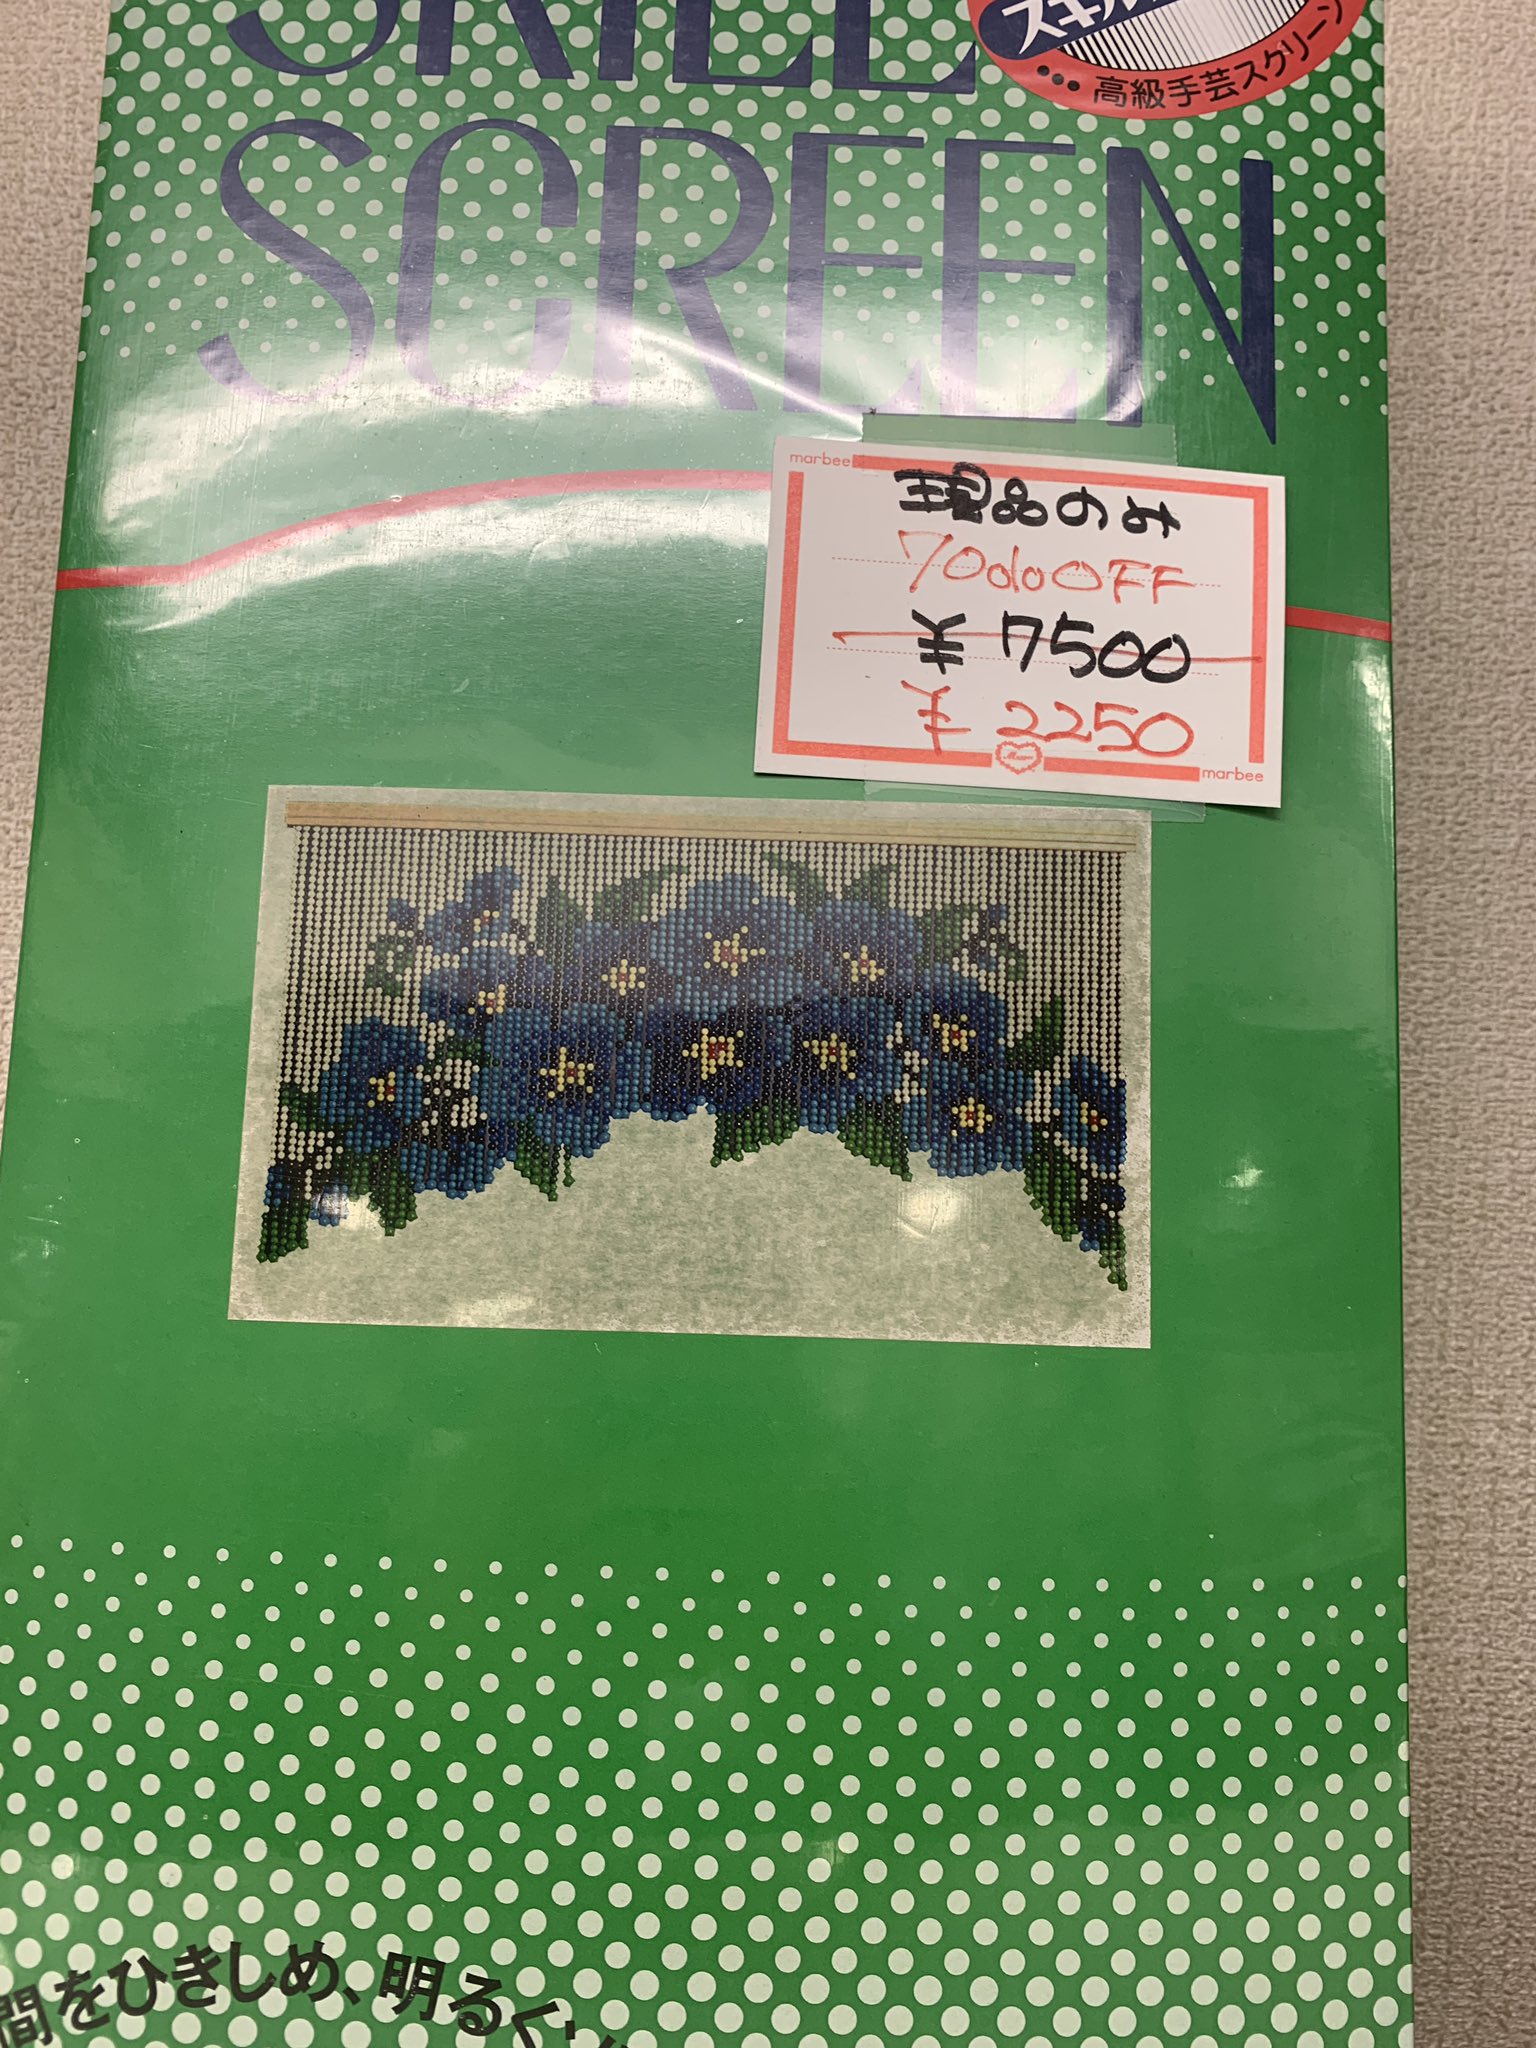 SKILL
スキル
高級手芸スクリーン
SCREEN
marbee
現品のみ
70%OFF
¥ 7500
¥ 2250
marbee
間をひきしめ、明るく